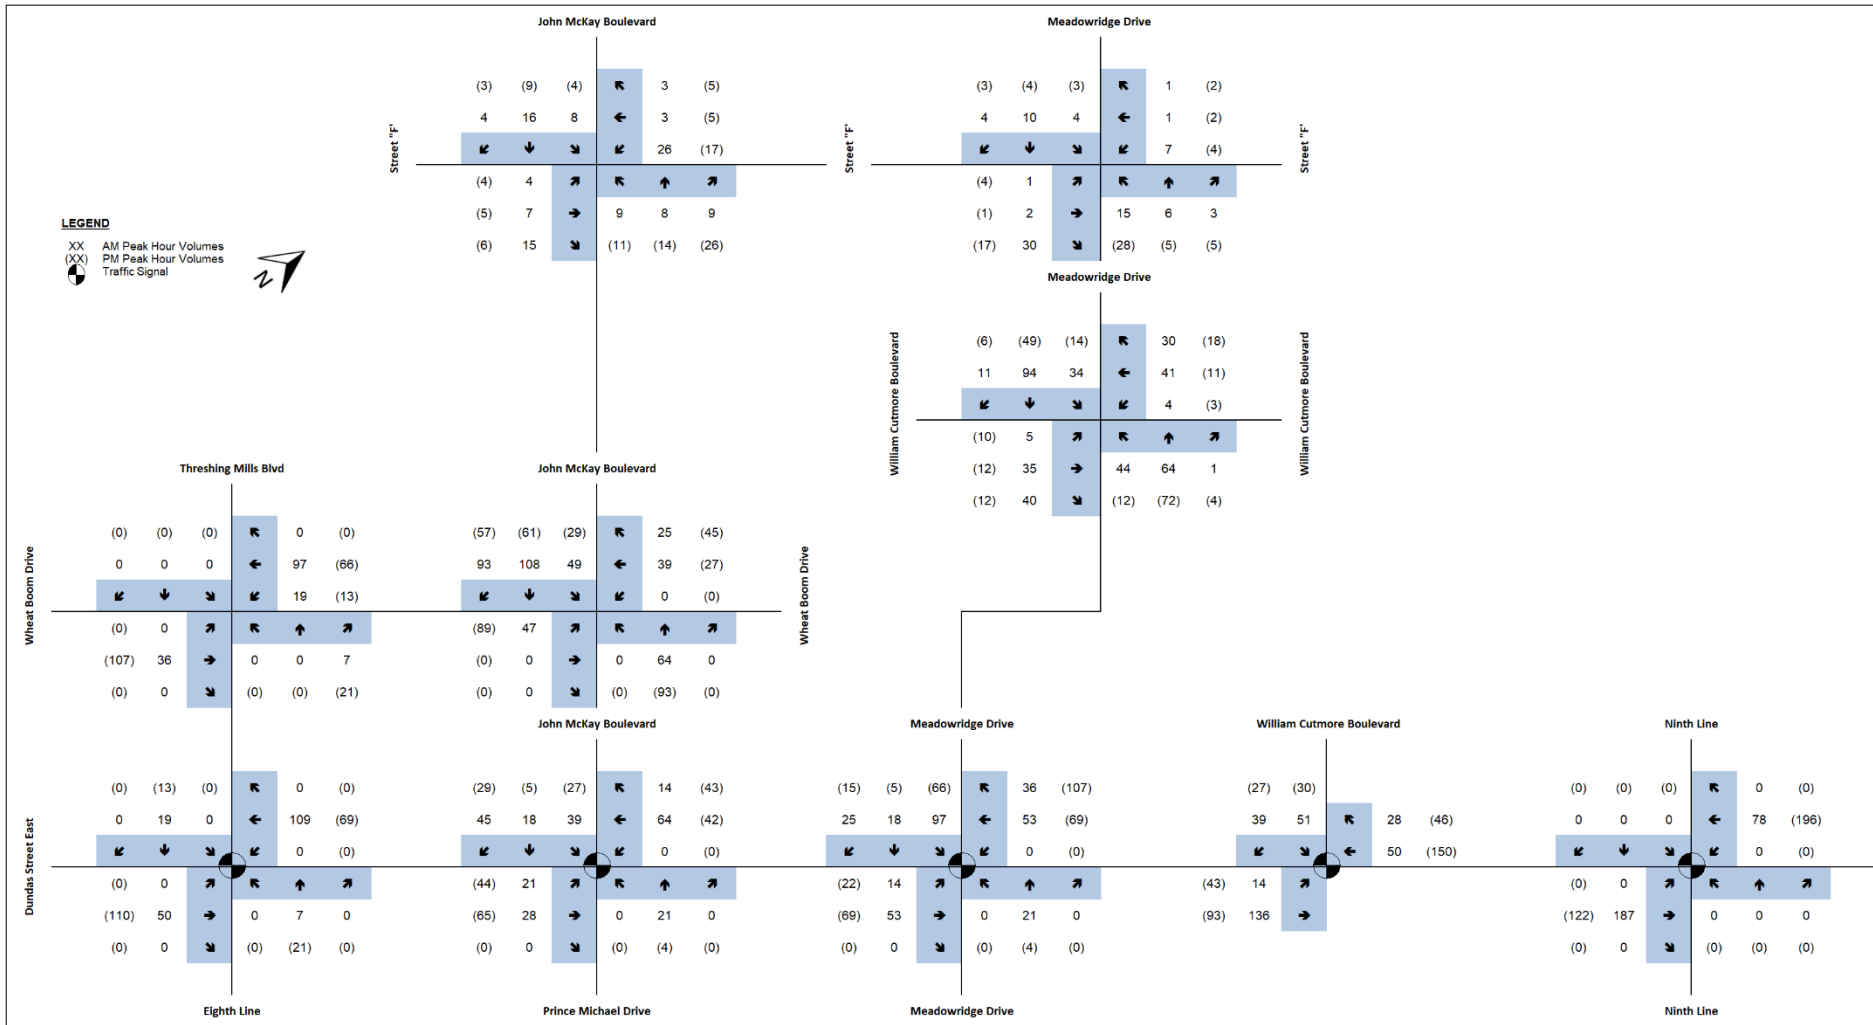 John McKay Boulevard
Meadowridge Drive
(3) (9) (4) 3 (5)
4 16 8 3 (5)
26 (17)
Street "F'
(4) 4
(5) 7 9 8 9
(6) 15 (11) (14) (26)
(3) (4) (3) 1 (2)
4 10 4 1 (2)
7 (4)
Street "F'
Street "F'
(4) 1
(1) 2 15 6 3
(17) 30 (28) (5) (5)
LEGEND
XX AM Peak Hour Volumes
(XX) PM Peak Hour Volumes
Traffic Signal
N
Meadowridge Drive
(6) (49) (14) 30 (18)
11 94 34 41 (11)
4 (3)
William Cutmore Boulevard
William Cutmore Boulevard
(10) 5
(12) 35 44 64 1
(12) 40 (12) (72) (4)
Threshing Mills Blvd
(0) (0) (0) 0 (0)
0 0 0 97 (66)
19 (13)
Wheat Boom Drive
(0) 0
(107) 36 0 0 7
(0) 0 (0) (0) (21)
John McKay Boulevard
(57) (61) (29) 25 (45)
93 108 49 39 (27)
0 (0)
Wheat Boom Drive
(89) 47
(0) 0 0 64 0
(0) 0 (0) (93) (0)
(0) (13) (0) 0 (0)
0 19 0 109 (69)
0 (0)
Dundas Street East
(0) 0
(110) 50 0 7 0
(0) 0 (0) (21) (0)
Eighth Line
John McKay Boulevard
(29) (5) (27) 14 (43)
45 18 39 64 (42)
0 (0)
(44) 21
(65) 28 0 21 0
(0) 0 (0) (4) (0)
Prince Michael Drive
Meadowridge Drive
(15) (5) (66) 36 (107)
25 18 97 53 (69)
0 (0)
(22) 14
(69) 53 0 21 0
(0) 0 (0) (4) (0)
Meadowridge Drive
William Cutmore Boulevard
(27) (30)
39 51 28 (46)
50 (150)
(43) 14
(93) 136
Ninth Line
(0) (0) (0) 0 (0)
0 0 0 78 (196)
0 (0)
(0) 0
(122) 187 0 0 0
(0) 0 (0) (0) (0)
Ninth Line